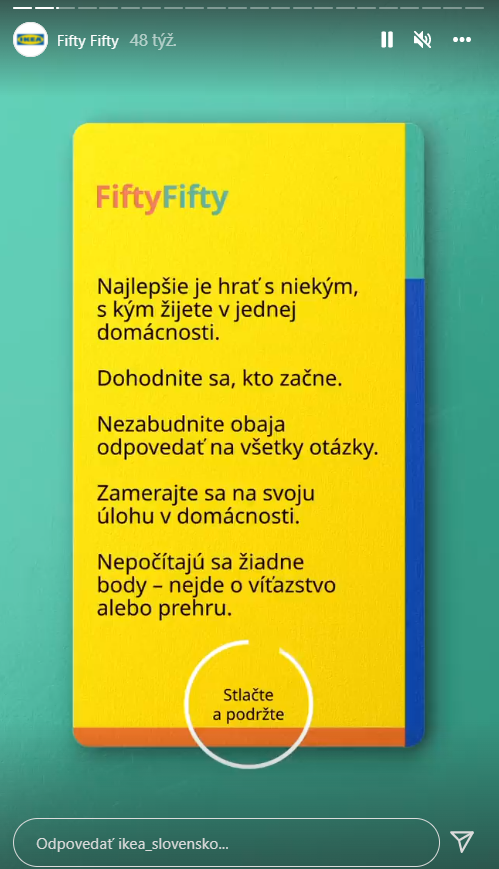 IKEA
Fifty Fifty 48 týž.
FiftyFifty
Najlepšie je hrať s niekým,
s kým žijete v jednej
domácnosti.
Dohodnite sa, kto začne.
Nezabudnite obaja
odpovedať na všetky otázky.
Zamerajte sa na svoju
úlohu v domácnosti.
Nepočítajú sa žiadne
body – nejde o víťazstvo
alebo prehru.
Stlačte
a podržte
Odpovedať ikea_slovensko...